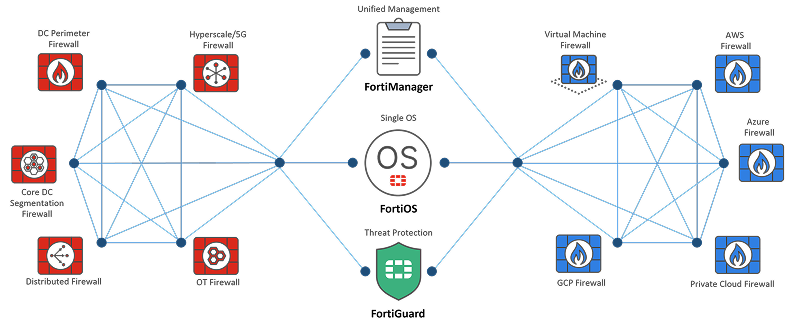 Unified Management
FortiManager
Single OS
OS
FortiOS
Threat Protection
FortiGuard
DC Perimeter
Firewall
Hyperscale/5G
Firewall
Core DC
Segmentation
Firewall
Distributed Firewall
OT Firewall
Virtual Machine
Firewall
AWS
Firewall
Azure
Firewall
GCP Firewall
Private Cloud Firewall